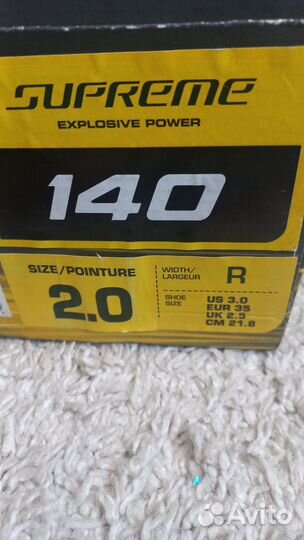 SUPREME
EXPLOSIVE POWER
140
SIZE/POINTURE
2.0
WIDTH/
LARGEUR
R
SHOE
SIZE
US 3.0
EUR 35
UK 2.5
CM 21.8
Avito